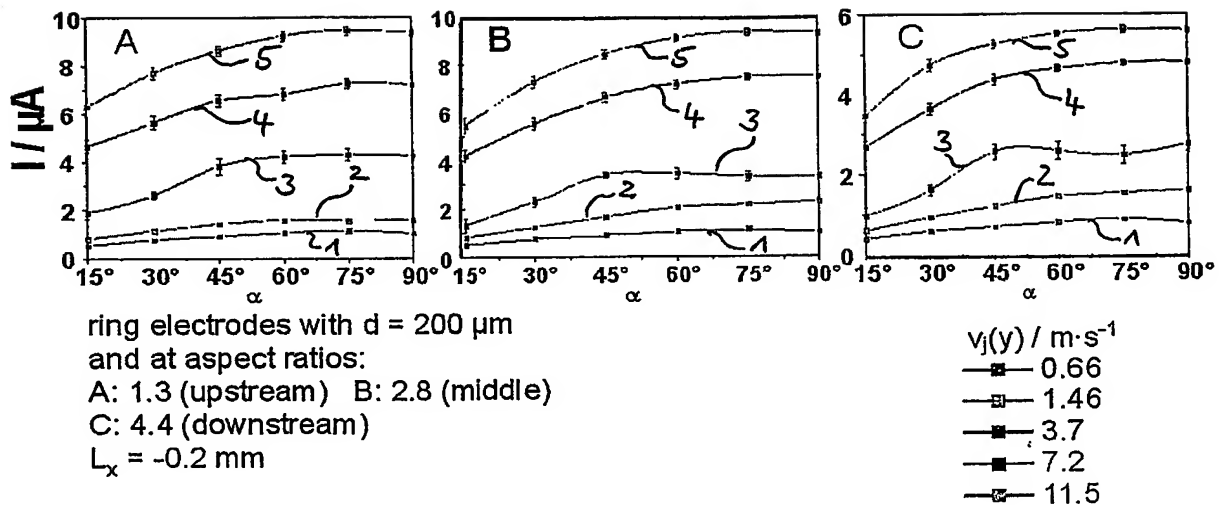 A
B
C
10
8
6
4
2
0
I / µA
5
4
3
2
1
15° 30° 45° 60° 75° 90°
α
10
8
6
4
2
0
5
4
3
2
1
15° 30° 45° 60° 75° 90°
α
6
4
2
0
5
4
3
2
1
15° 30° 45° 60° 75° 90°
α
ring electrodes with d = 200 µm
and at aspect ratios:
A: 1.3 (upstream) B: 2.8 (middle)
C: 4.4 (downstream)
Lx = -0.2 mm
vj(y) / m·s⁻¹
0.66
1.46
3.7
7.2
11.5